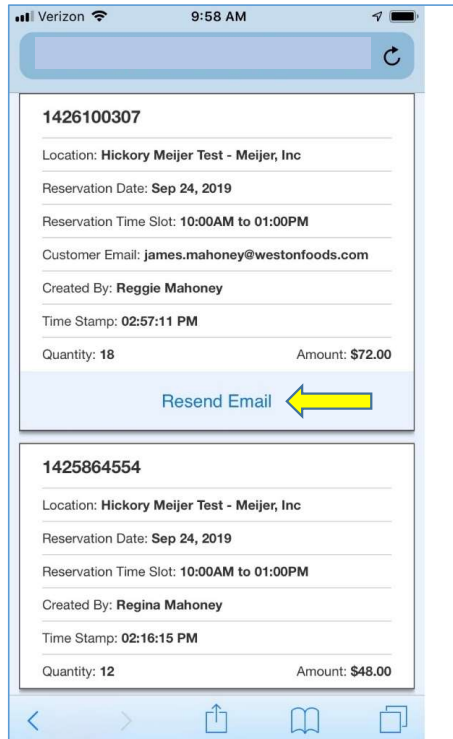 Verizon 9:58 AM
1426100307
Location: Hickory Meijer Test - Meijer, Inc
Reservation Date: Sep 24, 2019
Reservation Time Slot: 10:00AM to 01:00PM
Customer Email: james.mahoney@westonfoods.com
Created By: Reggie Mahoney
Time Stamp: 02:57:11 PM
Quantity: 18 Amount: $72.00
Resend Email
1425864554
Location: Hickory Meijer Test - Meijer, Inc
Reservation Date: Sep 24, 2019
Reservation Time Slot: 10:00AM to 01:00PM
Created By: Regina Mahoney
Time Stamp: 02:16:15 PM
Quantity: 12 Amount: $48.00